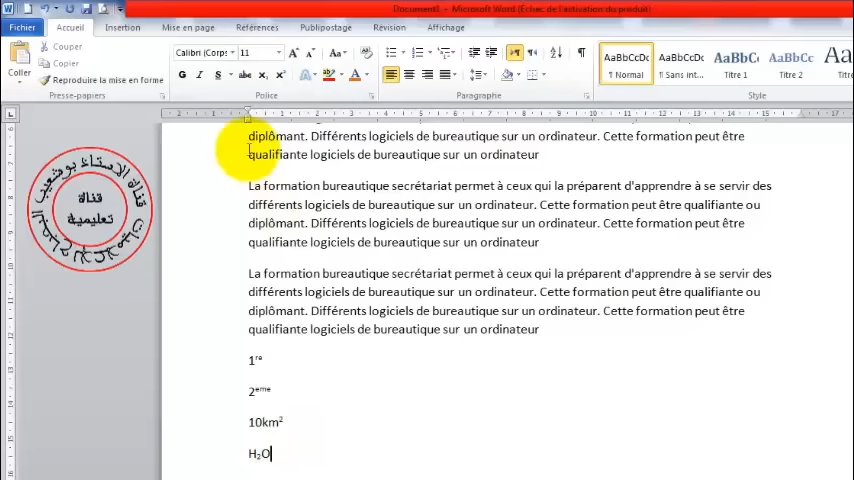 Document1 - Microsoft Word (Échec de l'activation du produit)
Fichier Accueil Insertion Mise en page Références Publipostage Révision Affichage
Coller
Couper
Copier
Reproduire la mise en forme
Presse-papiers
Calibri (Corps 11
Police
Paragraphe
AaBbCcDc AaBbCcDc AaBbC AaBbCc
¶ Normal ¶ Sans int... Titre 1 Titre 2
Style
diplômant. Différents logiciels de bureautique sur un ordinateur. Cette formation peut être
qualifiante logiciels de bureautique sur un ordinateur
La formation bureautique secrétariat permet à ceux qui la préparent d'apprendre à se servir des
différents logiciels de bureautique sur un ordinateur. Cette formation peut être qualifiante ou
diplômant. Différents logiciels de bureautique sur un ordinateur. Cette formation peut être
qualifiante logiciels de bureautique sur un ordinateur
La formation bureautique secrétariat permet à ceux qui la préparent d'apprendre à se servir des
différents logiciels de bureautique sur un ordinateur. Cette formation peut être qualifiante ou
diplômant. Différents logiciels de bureautique sur un ordinateur. Cette formation peut être
qualifiante logiciels de bureautique sur un ordinateur
1ʳᵉ
2ᵉᵐᵉ
10km²
H₂O
قناة
تعليمية
قناة الاستاذ بوشعيب